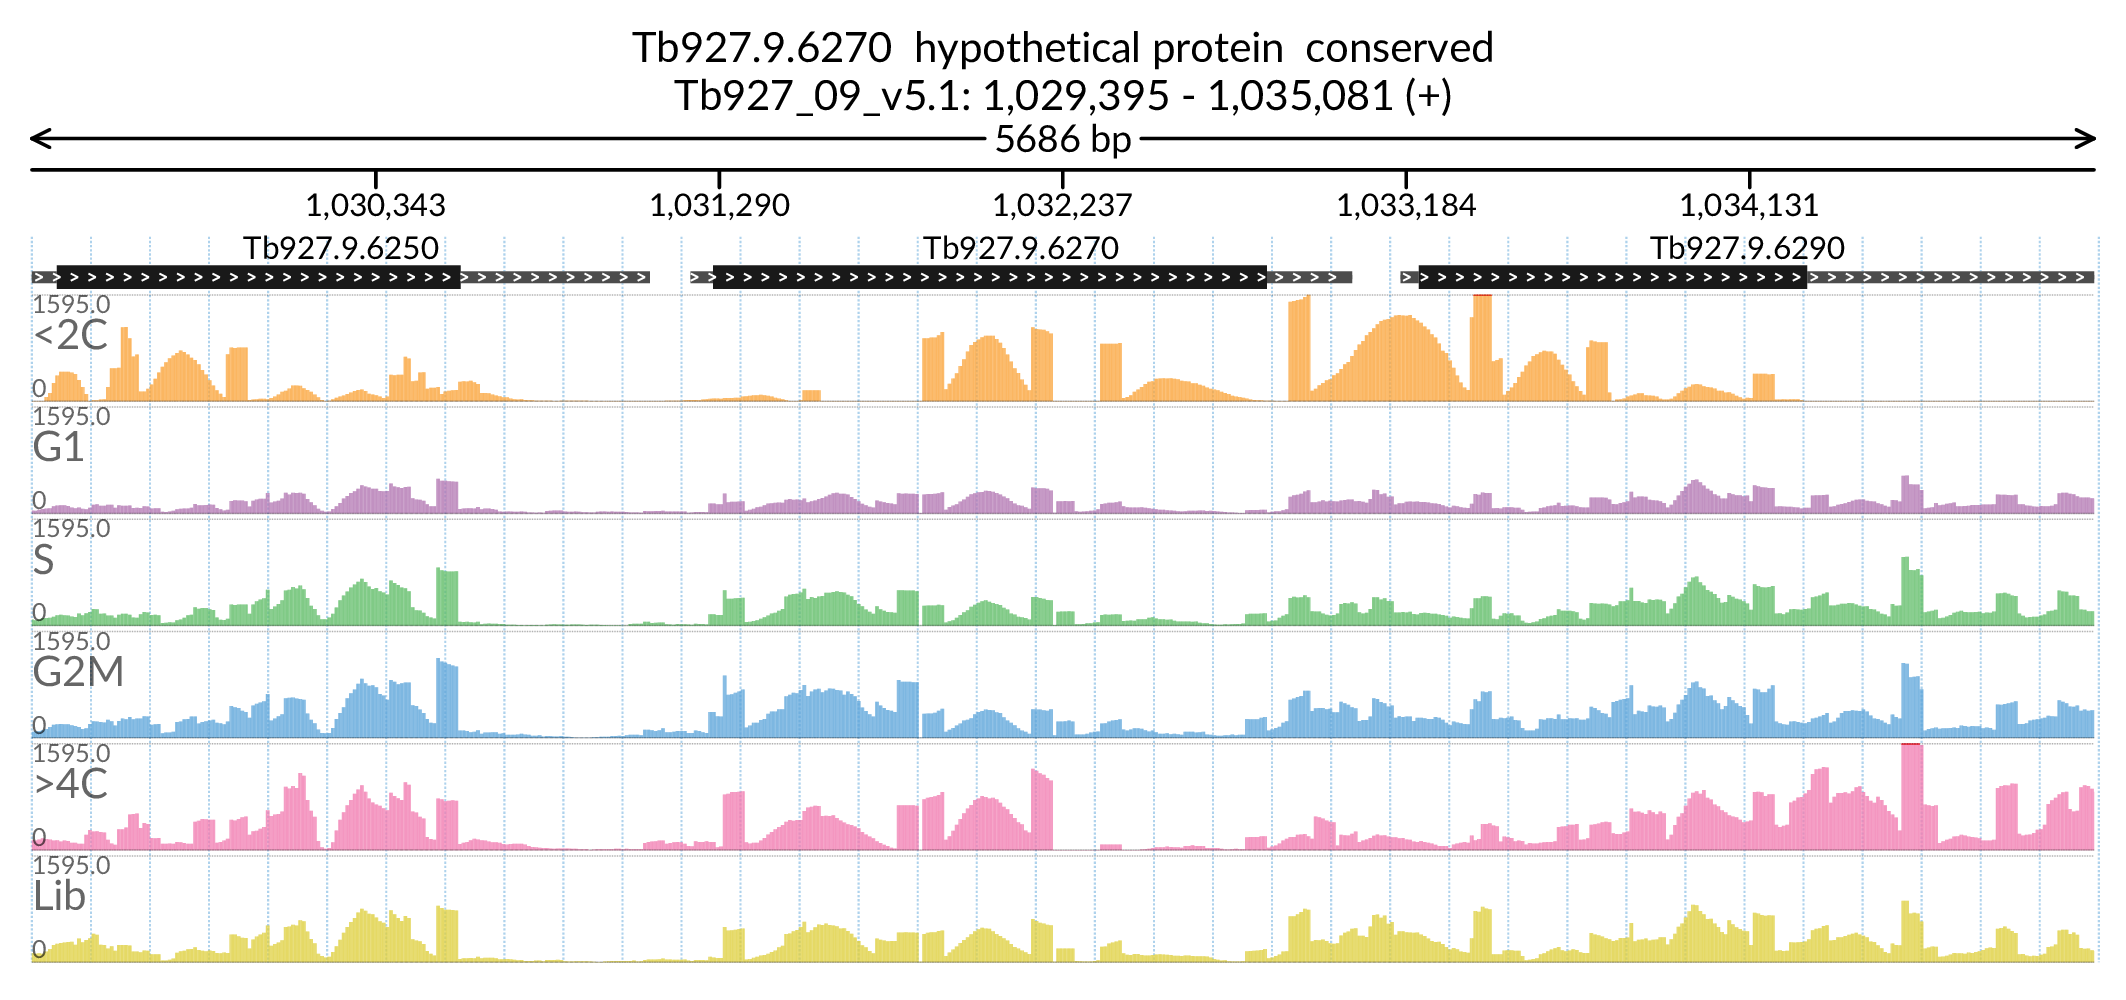 Tb927.9.6270  hypothetical protein  conserved
Tb927_09_v5.1: 1,029,395 - 1,035,081 (+)
5686 bp
1,030,343 1,031,290 1,032,237 1,033,184 1,034,131
Tb927.9.6250 Tb927.9.6270 Tb927.9.6290
1595.0
<2C
0
1595.0
G1
0
1595.0
S
0
1595.0
G2M
0
1595.0
>4C
0
1595.0
Lib
0